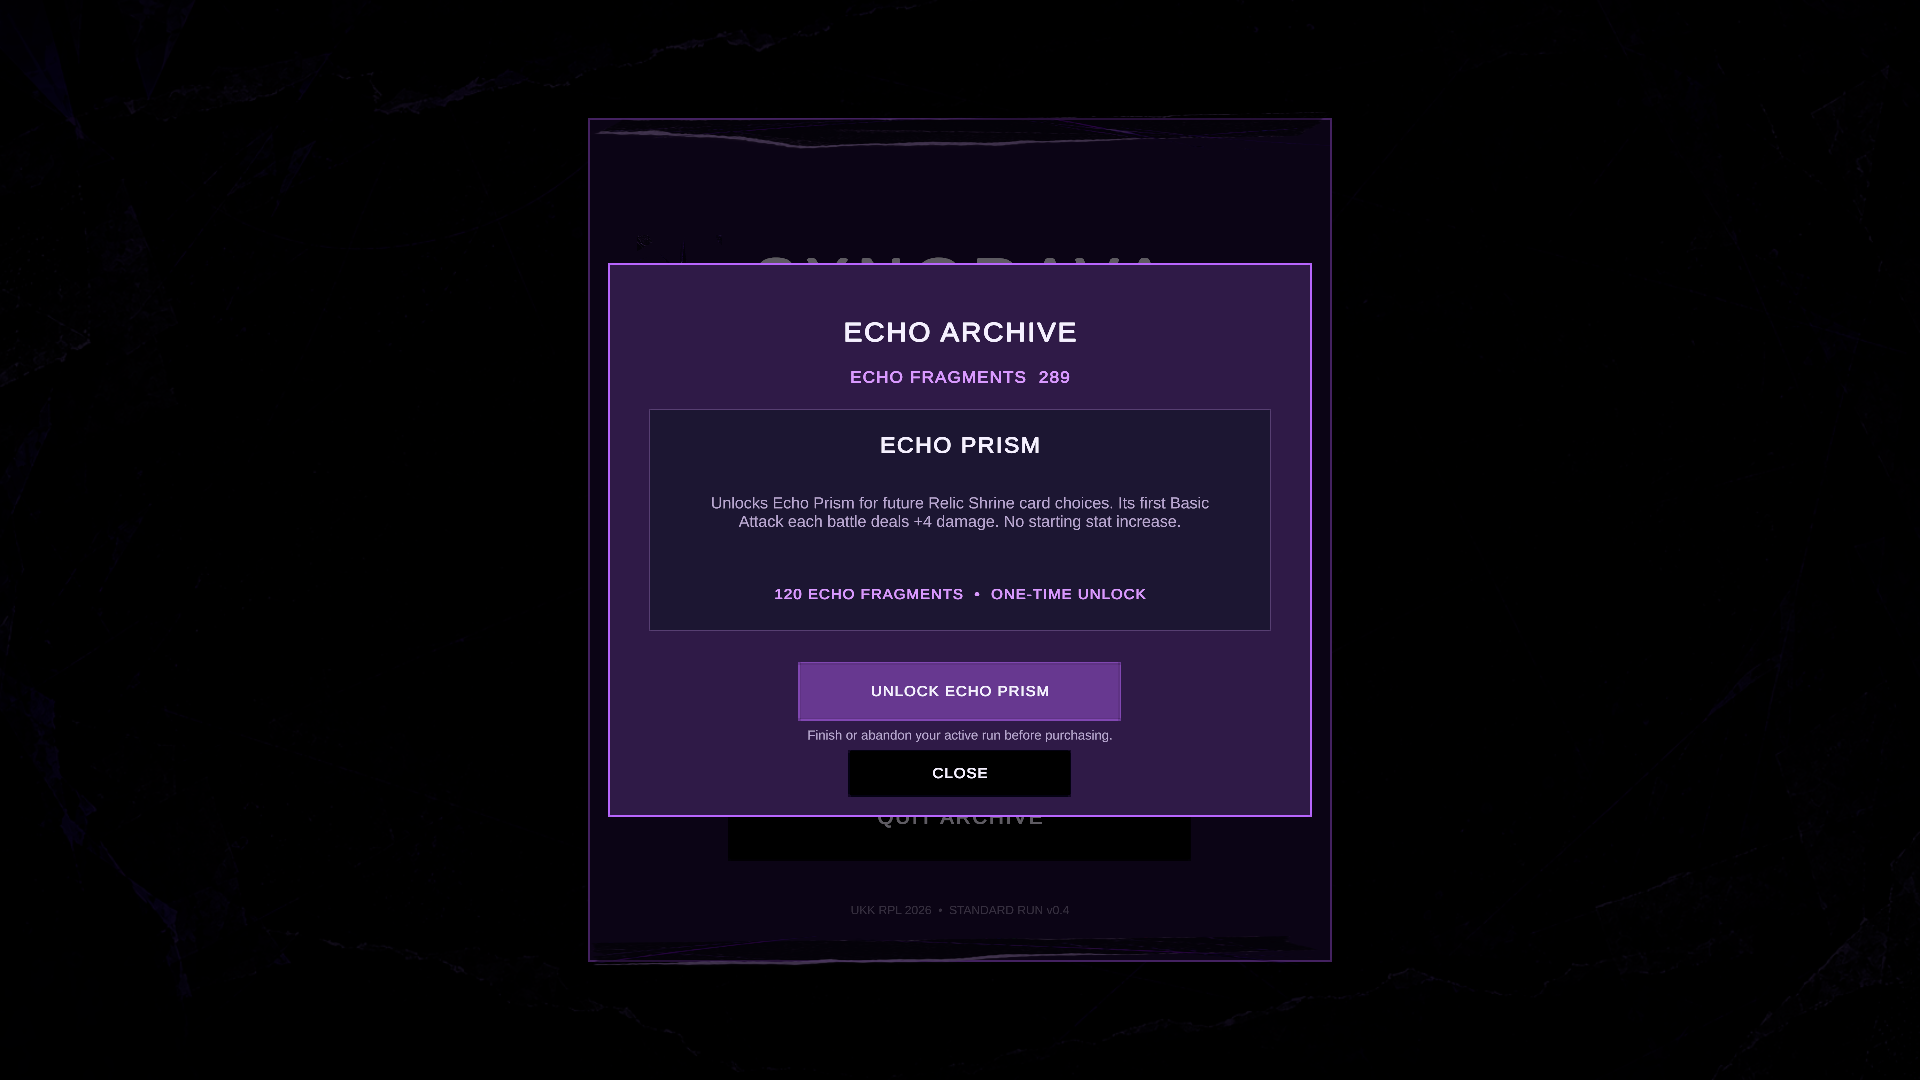 ECHO ARCHIVE
ECHO FRAGMENTS 289
ECHO PRISM
Unlocks Echo Prism for future Relic Shrine card choices. Its first Basic
Attack each battle deals +4 damage. No starting stat increase.
120 ECHO FRAGMENTS • ONE-TIME UNLOCK
UNLOCK ECHO PRISM
Finish or abandon your active run before purchasing.
CLOSE
QUIT ARCHIVE
UKK RPL 2026 • STANDARD RUN v0.4